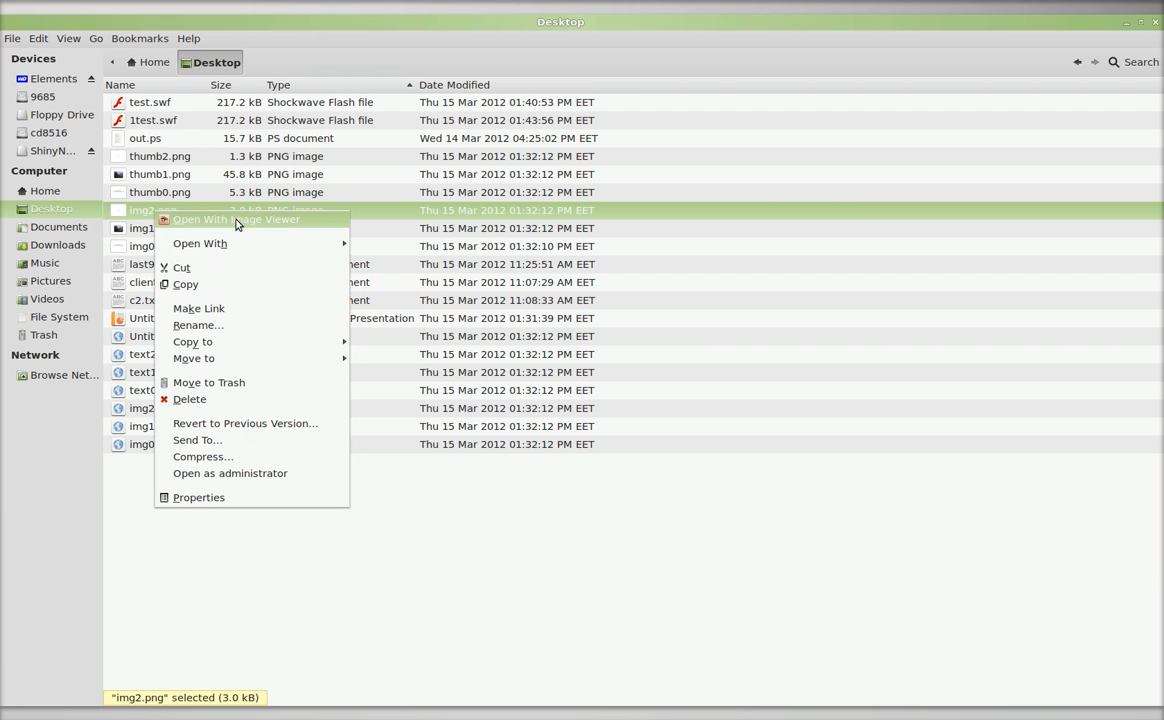 Desktop
File Edit View Go Bookmarks Help
Devices
Elements
9685
Floppy Drive
cd8516
ShinyN...
Computer
Home
Desktop
Documents
Downloads
Music
Pictures
Videos
File System
Trash
Network
Browse Net...
Home Desktop Search
Name Size Type Date Modified
test.swf 217.2 kB Shockwave Flash file Thu 15 Mar 2012 01:40:53 PM EET
1test.swf 217.2 kB Shockwave Flash file Thu 15 Mar 2012 01:43:56 PM EET
out.ps 15.7 kB PS document Wed 14 Mar 2012 04:25:02 PM EET
thumb2.png 1.3 kB PNG image Thu 15 Mar 2012 01:32:12 PM EET
thumb1.png 45.8 kB PNG image Thu 15 Mar 2012 01:32:12 PM EET
thumb0.png 5.3 kB PNG image Thu 15 Mar 2012 01:32:12 PM EET
img2.png 3.0 kB PNG image Thu 15 Mar 2012 01:32:12 PM EET
img1 Thu 15 Mar 2012 01:32:12 PM EET
img0 Thu 15 Mar 2012 01:32:10 PM EET
last9 ment Thu 15 Mar 2012 11:25:51 AM EET
client ment Thu 15 Mar 2012 11:07:29 AM EET
c2.tx ment Thu 15 Mar 2012 11:08:33 AM EET
Untit Presentation Thu 15 Mar 2012 01:31:39 PM EET
Untit Thu 15 Mar 2012 01:32:12 PM EET
text2 Thu 15 Mar 2012 01:32:12 PM EET
text1 Thu 15 Mar 2012 01:32:12 PM EET
text0 Thu 15 Mar 2012 01:32:12 PM EET
img2 Thu 15 Mar 2012 01:32:12 PM EET
img1 Thu 15 Mar 2012 01:32:12 PM EET
img0 Thu 15 Mar 2012 01:32:12 PM EET
Open With Image Viewer
Open With
Cut
Copy
Make Link
Rename...
Copy to
Move to
Move to Trash
Delete
Revert to Previous Version...
Send To...
Compress...
Open as administrator
Properties
"img2.png" selected (3.0 kB)